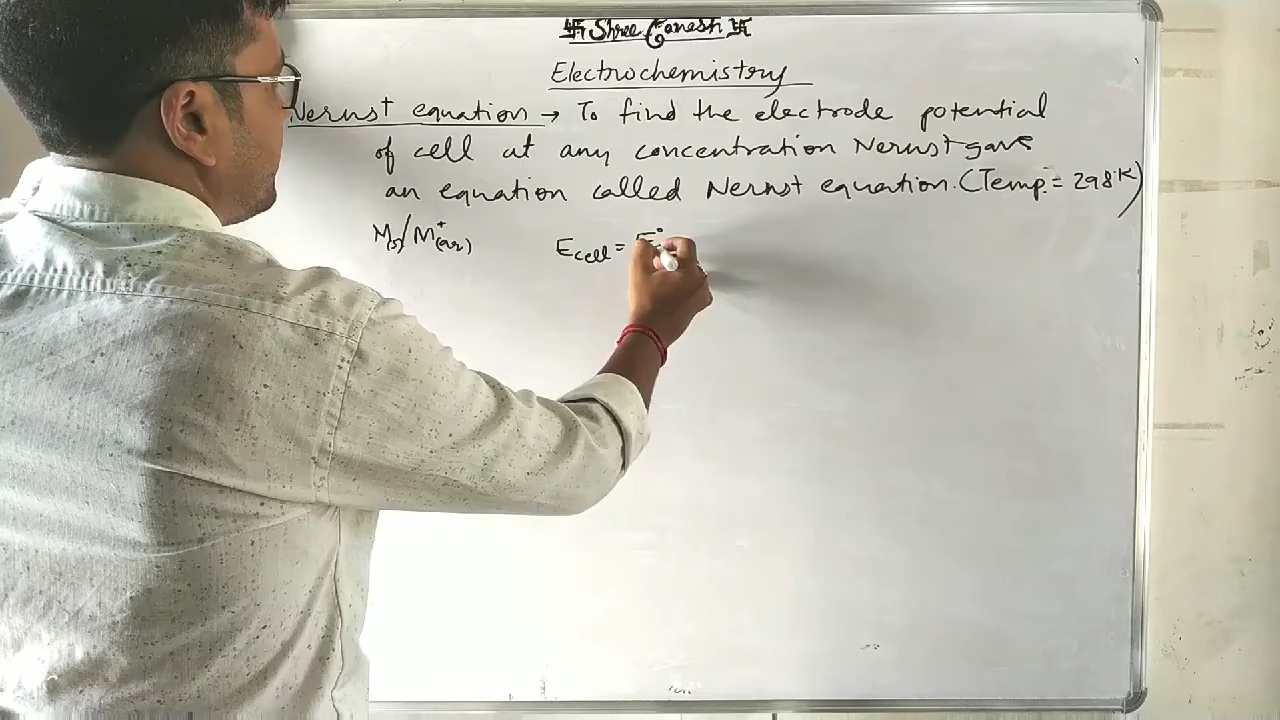 卐 Shree Ganesh 卐
Electrochemistry
Nernst equation → To find the electrode potential
of cell at any concentration Nernst gave
an equation called Nernst equation. (Temp. = 298 K)
M(s)/M⁺(aq) Ecell = E°